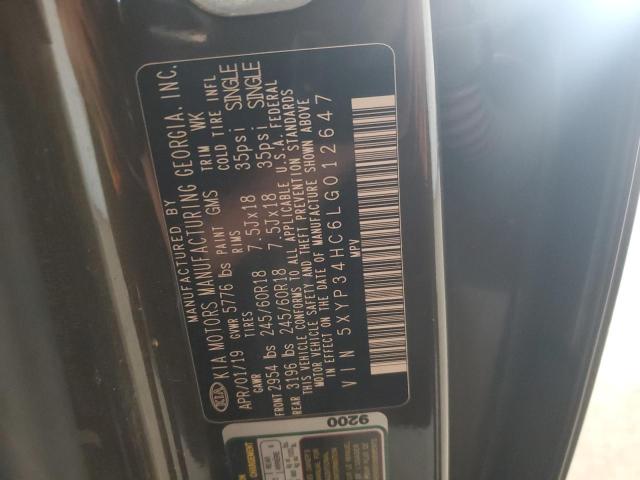 KIA
MANUFACTURED BY
KIA MOTORS MANUFACTURING GEORGIA. INC.
APR/01/19 GVWR 5776 lbs PAINT GMS TRIM WK
GAWR RIMS COLD TIRE INFL
FRONT 2954 lbs 245/60R18 7.5Jx18 35psi SINGLE
REAR 3196 lbs 245/60R18 7.5Jx18 35psi SINGLE
THIS VEHICLE CONFORMS TO ALL APPLICABLE U.S.A. FEDERAL
MOTOR VEHICLE SAFETY AND THEFT PREVENTION STANDARDS
IN EFFECT ON THE DATE OF MANUFACTURE SHOWN ABOVE
VIN 5XYP34HC6LG012647
MPV
9200